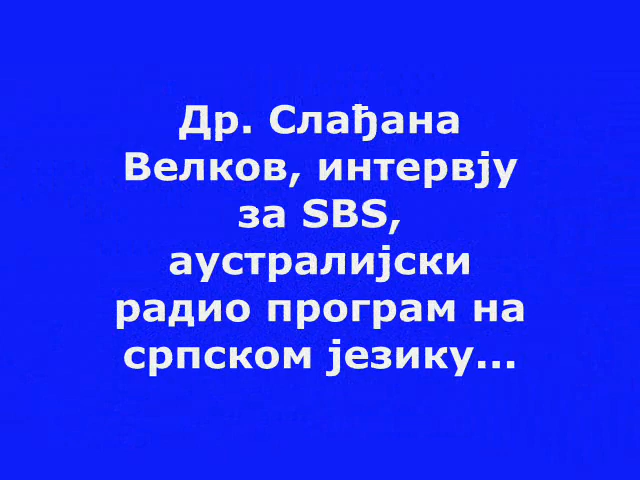 Др. Слађана
Велков, интервју
за SBS,
аустралијски
радио програм на
српском језику...